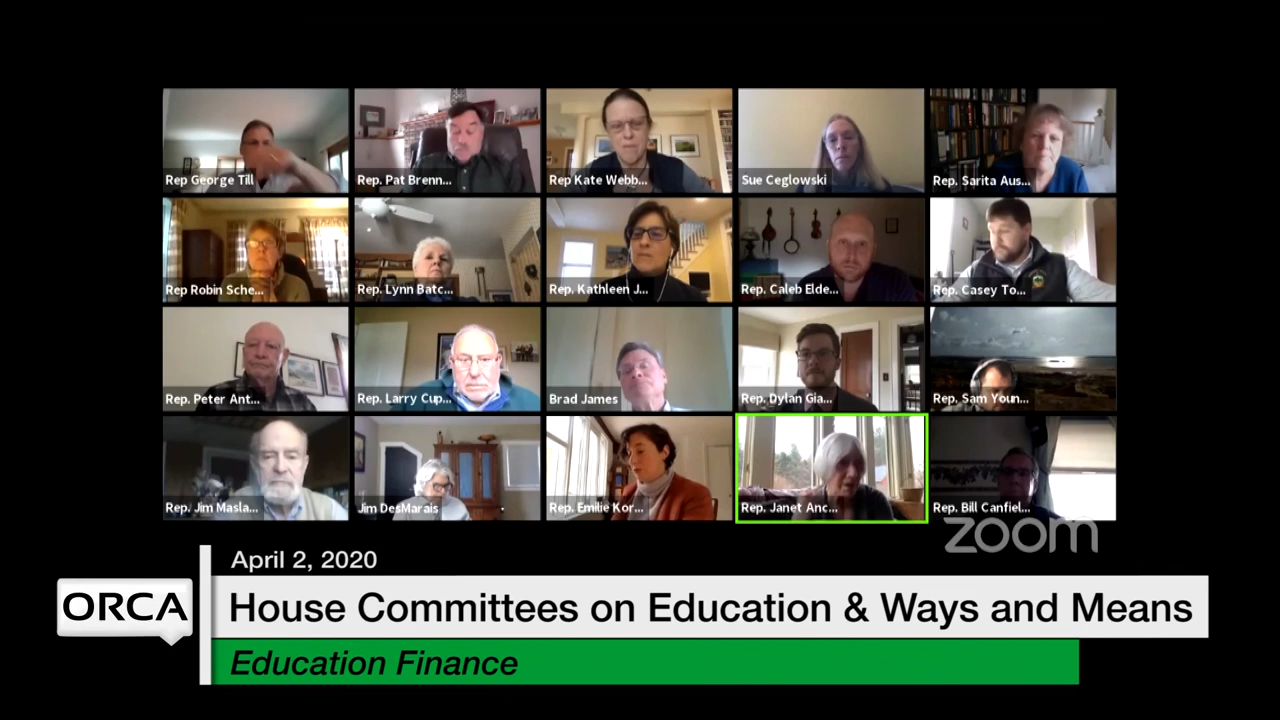 Rep George Till
Rep. Pat Brenn...
Rep Kate Webb...
Sue Ceglowski
Rep. Sarita Aus...
Rep Robin Sche...
Rep. Lynn Batc...
Rep. Kathleen J...
Rep. Caleb Elde...
Rep. Casey To...
Rep. Peter Ant...
Rep. Larry Cup...
Brad James
Rep. Dylan Gia...
Rep. Sam Youn...
Rep. Jim Masla...
Jim DesMarais
Rep. Emilie Kor...
Rep. Janet Anc...
Rep. Bill Canfiel...
zoom
April 2, 2020
ORCA
House Committees on Education & Ways and Means
Education Finance